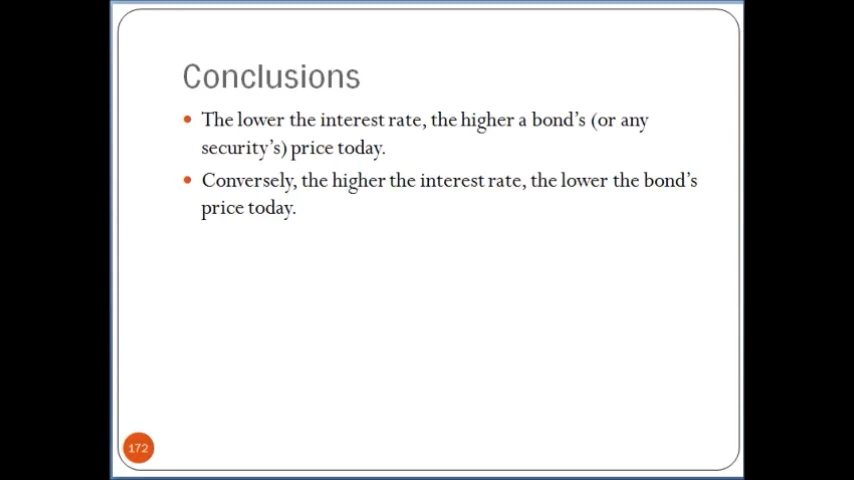 Conclusions
• The lower the interest rate, the higher a bond’s (or any
security’s) price today.
• Conversely, the higher the interest rate, the lower the bond’s
price today.
172